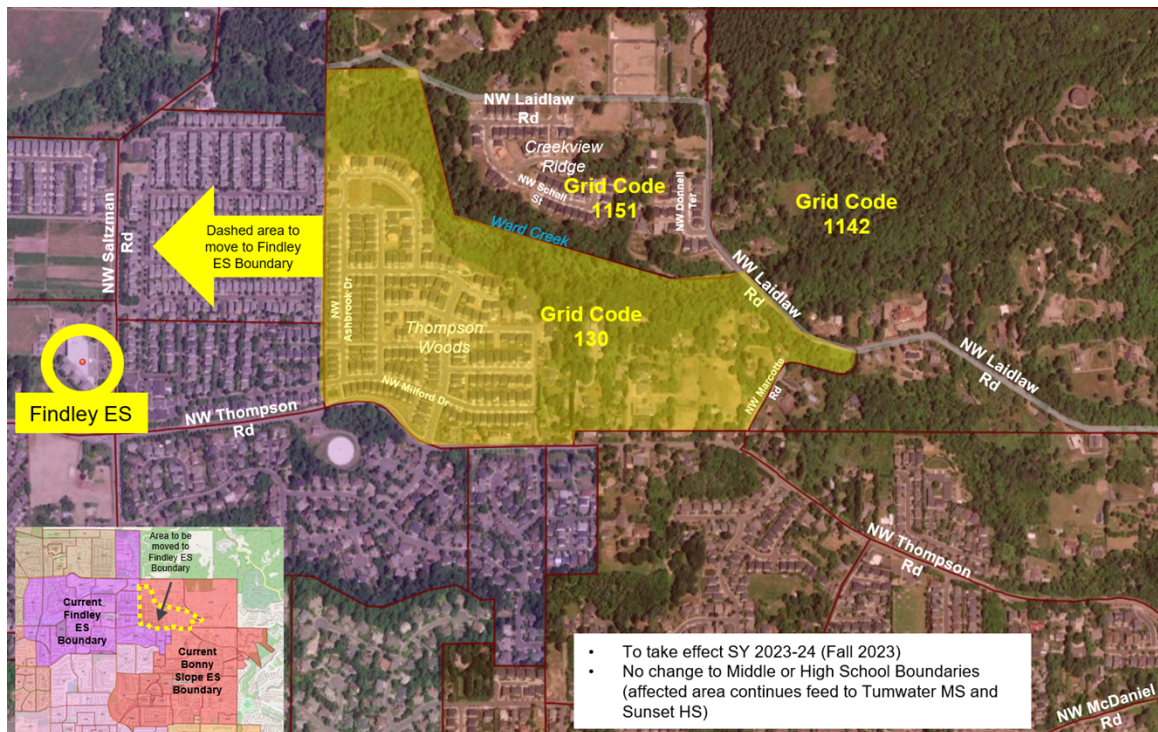 NW Laidlaw
Rd
Creekview
Ridge
NW Schall
St
Grid Code
1151
NW Donnell
Ter
Grid Code
1142
NW Saltzman
Rd
Dashed area to
move to Findley
ES Boundary
Ward Creek
NW Laidlaw
Rd
NW
Ashbrook Dr
Thompson
Woods
Grid Code
130
NW Laidlaw
Rd
NW Milford Dr
NW Marcotte
Rd
Findley ES
NW Thompson
Rd
NW Thompson
Rd
Area to be
moved to
Findley ES
Boundary
Current
Findley
ES
Boundary
Current
Bonny
Slope ES
Boundary
• To take effect SY 2023-24 (Fall 2023)
• No change to Middle or High School Boundaries
(affected area continues feed to Tumwater MS and
Sunset HS)
NW McDaniel
Rd